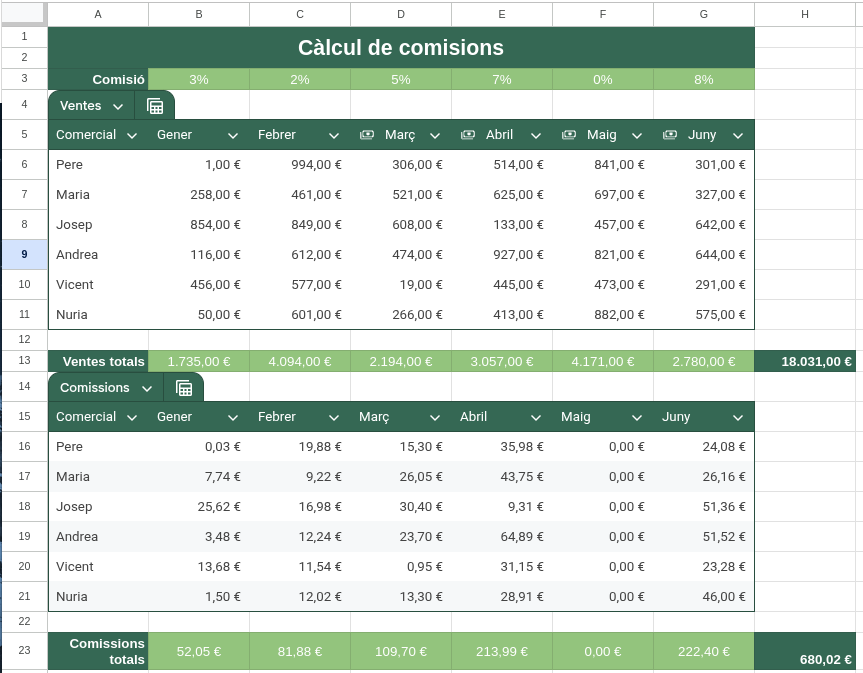 A B C D E F G H
1 Càlcul de comisions
2
3 Comisió 3% 2% 5% 7% 0% 8%
4 Ventes
5 Comercial Gener Febrer Març Abril Maig Juny
6 Pere 1,00 € 994,00 € 306,00 € 514,00 € 841,00 € 301,00 €
7 Maria 258,00 € 461,00 € 521,00 € 625,00 € 697,00 € 327,00 €
8 Josep 854,00 € 849,00 € 608,00 € 133,00 € 457,00 € 642,00 €
9 Andrea 116,00 € 612,00 € 474,00 € 927,00 € 821,00 € 644,00 €
10 Vicent 456,00 € 577,00 € 19,00 € 445,00 € 473,00 € 291,00 €
11 Nuria 50,00 € 601,00 € 266,00 € 413,00 € 882,00 € 575,00 €
12
13 Ventes totals 1.735,00 € 4.094,00 € 2.194,00 € 3.057,00 € 4.171,00 € 2.780,00 € 18.031,00 €
14 Comissions
15 Comercial Gener Febrer Març Abril Maig Juny
16 Pere 0,03 € 19,88 € 15,30 € 35,98 € 0,00 € 24,08 €
17 Maria 7,74 € 9,22 € 26,05 € 43,75 € 0,00 € 26,16 €
18 Josep 25,62 € 16,98 € 30,40 € 9,31 € 0,00 € 51,36 €
19 Andrea 3,48 € 12,24 € 23,70 € 64,89 € 0,00 € 51,52 €
20 Vicent 13,68 € 11,54 € 0,95 € 31,15 € 0,00 € 23,28 €
21 Nuria 1,50 € 12,02 € 13,30 € 28,91 € 0,00 € 46,00 €
22
23 Comissions
totals 52,05 € 81,88 € 109,70 € 213,99 € 0,00 € 222,40 € 680,02 €